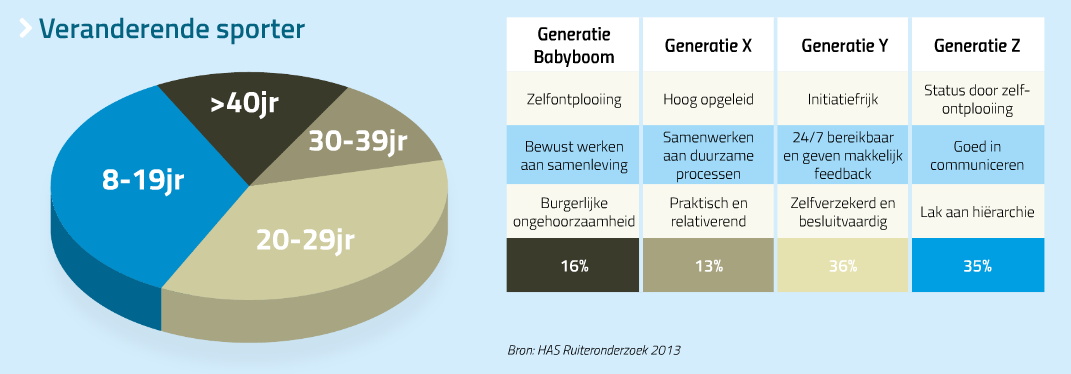 Veranderende sporter
>40jr
30-39jr
8-19jr
20-29jr
Generatie
Babyboom
Generatie X
Generatie Y
Generatie Z
Zelfontplooiing
Hoog opgeleid
Initiatiefrijk
Status door zelf-
ontplooiing
Bewust werken
aan samenleving
Samenwerken
aan duurzame
processen
24/7 bereikbaar
en geven makkelijk
feedback
Goed in
communiceren
Burgerlijke
ongehoorzaamheid
Praktisch en
relativerend
Zelfverzekerd en
besluitvaardig
Lak aan hiërarchie
16%
13%
36%
35%
Bron: HAS Ruiteronderzoek 2013